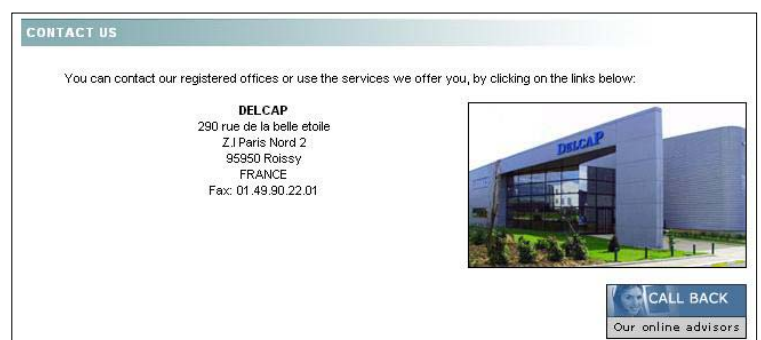 CONTACT US
You can contact our registered offices or use the services we offer you, by clicking on the links below:
DELCAP
290 rue de la belle etoile
Z.I Paris Nord 2
95950 Roissy
FRANCE
Fax: 01.49.90.22.01
DELCAP
CALL BACK
Our online advisors